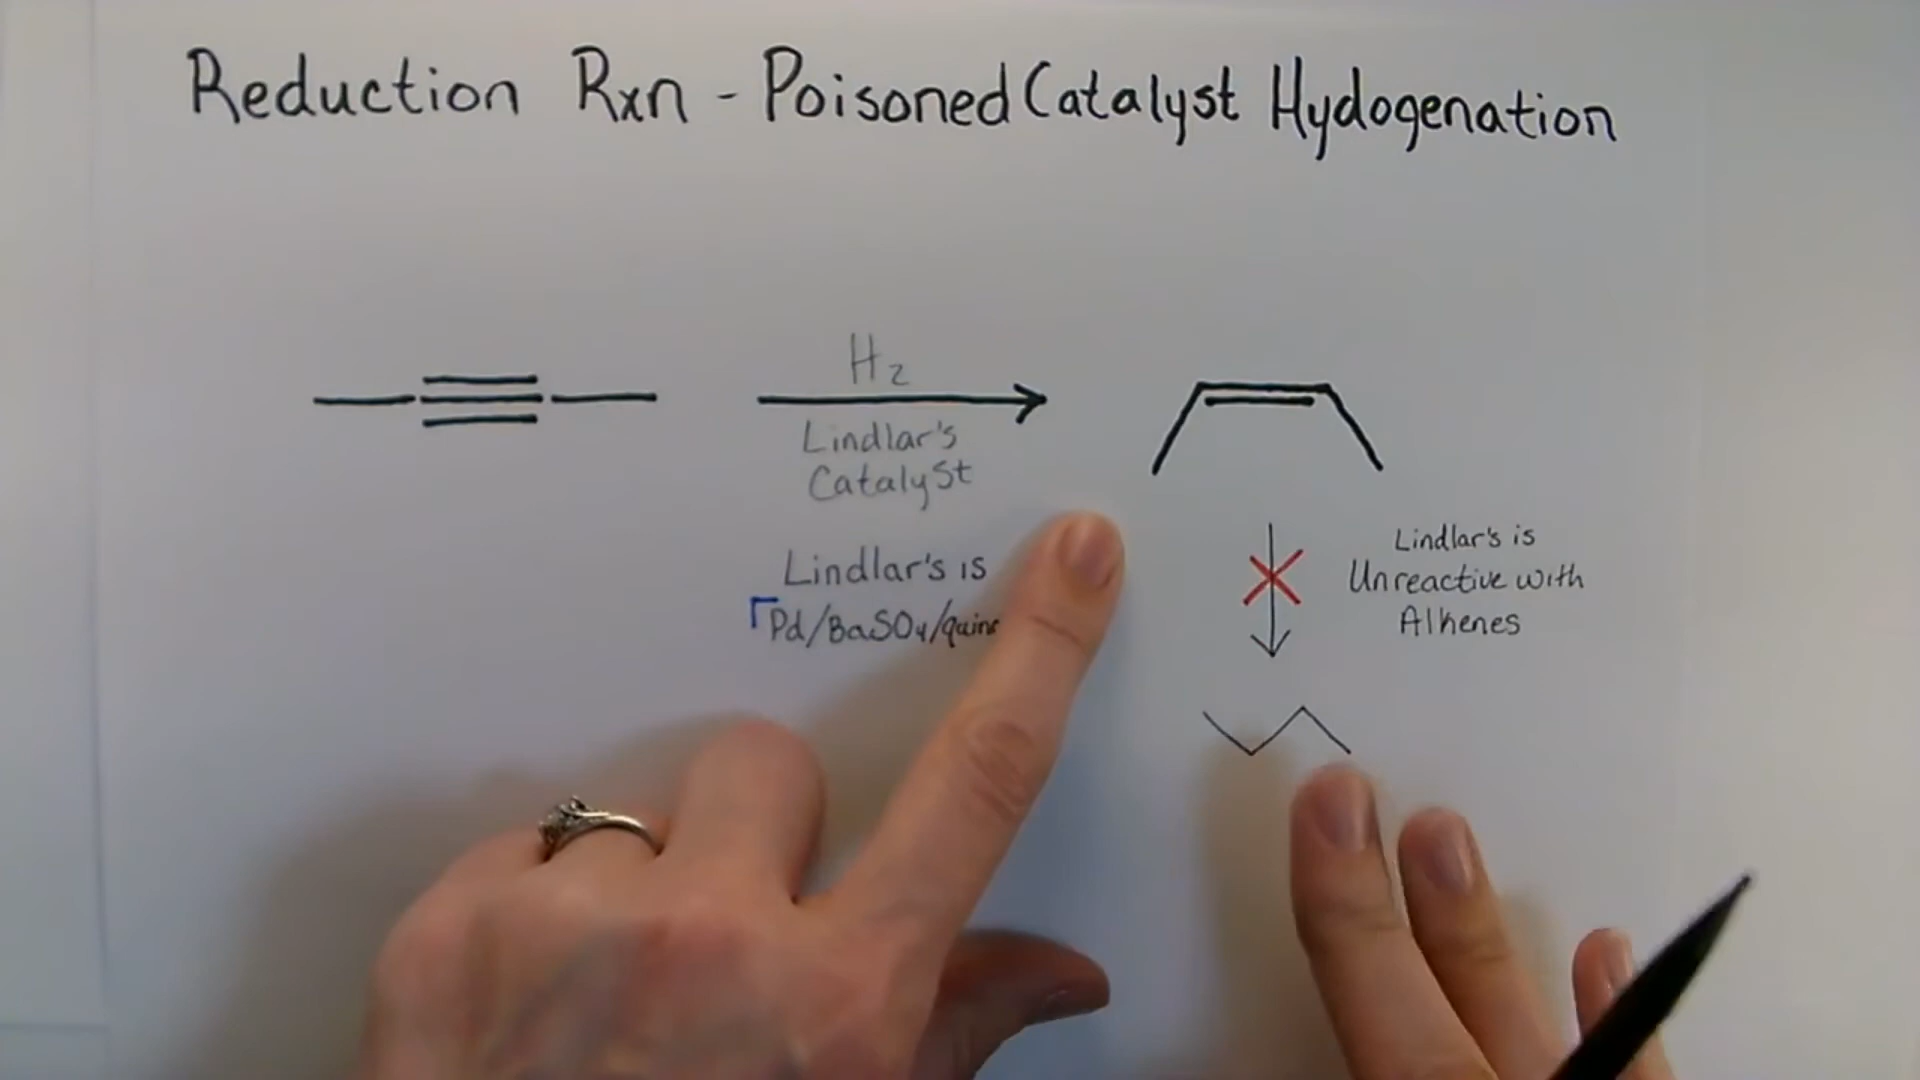 Reduction Rxn - Poisoned Catalyst Hydogenation
H2
Lindlar's
Catalyst
Lindlar's is
Pd/BaSO4/
Lindlar's is
Unreactive with
Alkenes